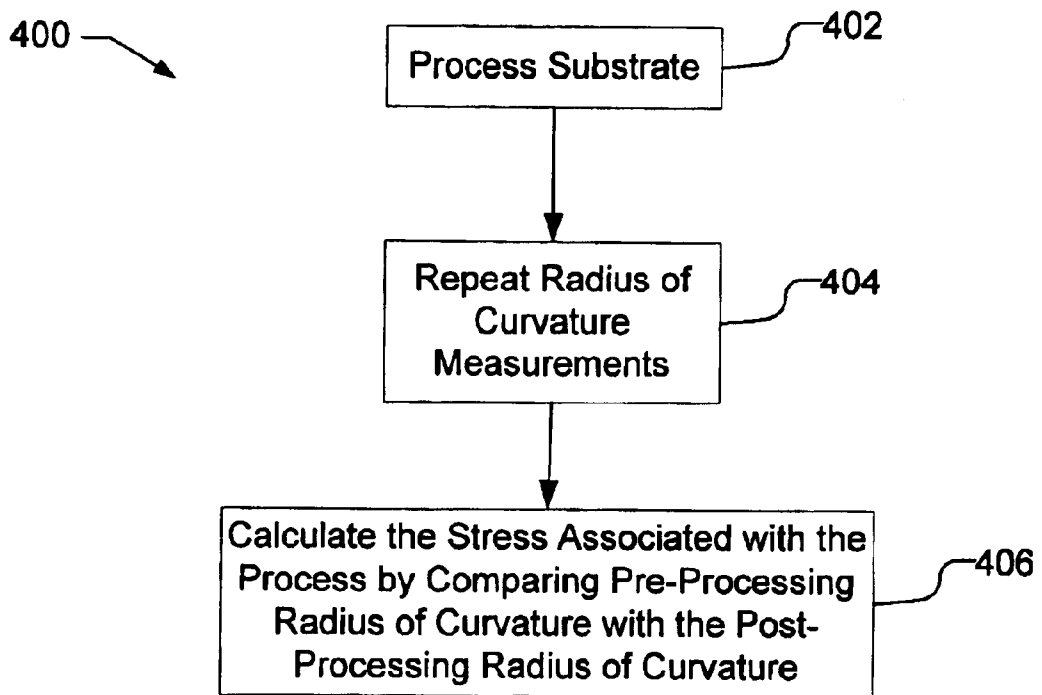 400
402
Process Substrate
Repeat Radius of
Curvature
Measurements
404
Calculate the Stress Associated with the
Process by Comparing Pre-Processing
Radius of Curvature with the Post-
Processing Radius of Curvature
406